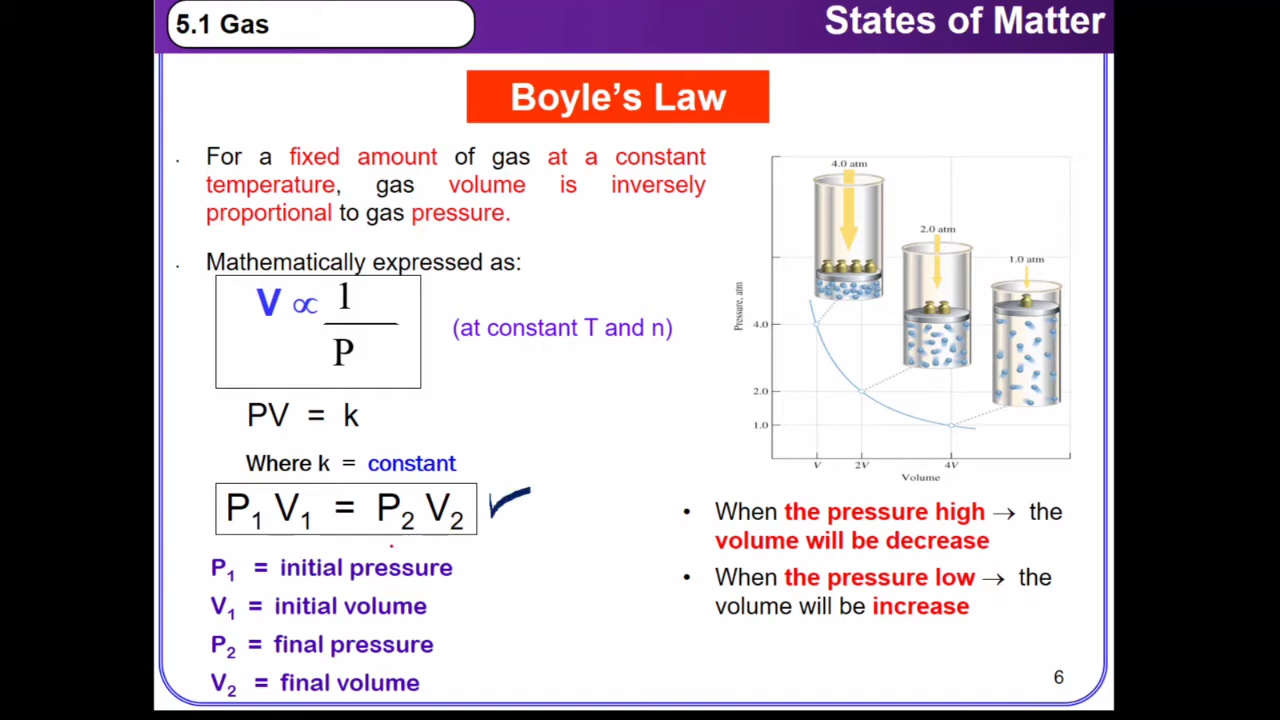 5.1 Gas
States of Matter
Boyle's Law
. For a fixed amount of gas at a constant
temperature, gas volume is inversely
proportional to gas pressure.
. Mathematically expressed as:
V ∝ 1
P
(at constant T and n)
PV = k
Where k = constant
P₁ V₁ = P₂ V₂
P₁ = initial pressure
V₁ = initial volume
P₂ = final pressure
V₂ = final volume
4.0 atm
2.0 atm
1.0 atm
Pressure, atm
4.0
2.0
1.0
V 2V 4V
Volume
• When the pressure high → the
volume will be decrease
• When the pressure low → the
volume will be increase
6